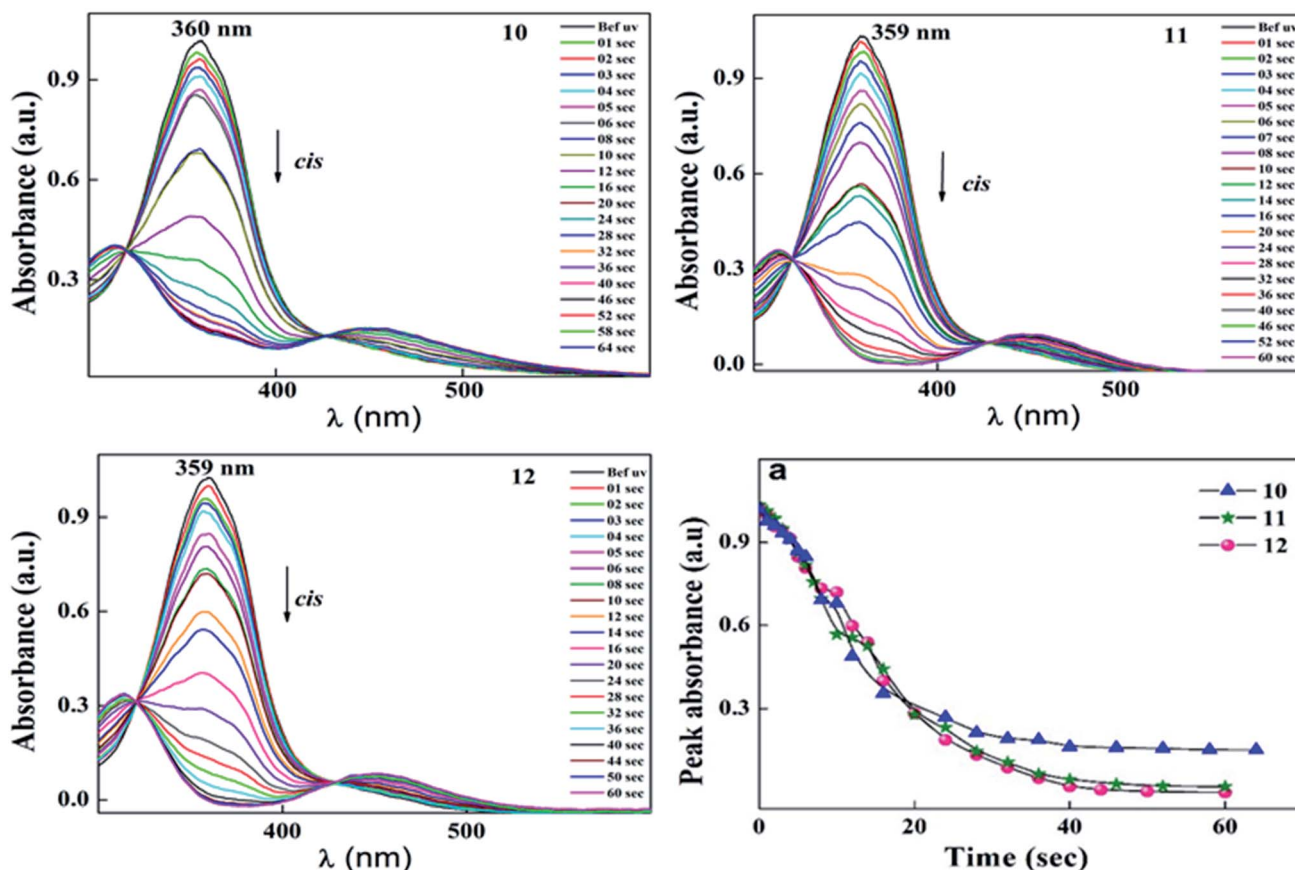 360 nm
10
Bef uv
01 sec
02 sec
03 sec
04 sec
05 sec
06 sec
08 sec
10 sec
12 sec
16 sec
20 sec
24 sec
28 sec
32 sec
36 sec
40 sec
46 sec
52 sec
58 sec
64 sec
cis
Absorbance (a.u.)
0.9
0.6
0.3
400
500
λ (nm)
359 nm
11
Bef uv
01 sec
02 sec
03 sec
04 sec
05 sec
06 sec
07 sec
08 sec
10 sec
12 sec
14 sec
16 sec
20 sec
24 sec
28 sec
32 sec
36 sec
40 sec
46 sec
52 sec
60 sec
cis
Absorbance (a.u.)
0.9
0.6
0.3
0.0
400
500
λ (nm)
359 nm
12
Bef uv
01 sec
02 sec
03 sec
04 sec
05 sec
06 sec
08 sec
10 sec
12 sec
14 sec
16 sec
20 sec
24 sec
28 sec
32 sec
36 sec
40 sec
44 sec
50 sec
60 sec
cis
Absorbance (a.u.)
0.9
0.6
0.3
0.0
400
500
λ (nm)
a
10
11
12
Peak absorbance (a.u)
0.9
0.6
0.3
0
20
40
60
Time (sec)